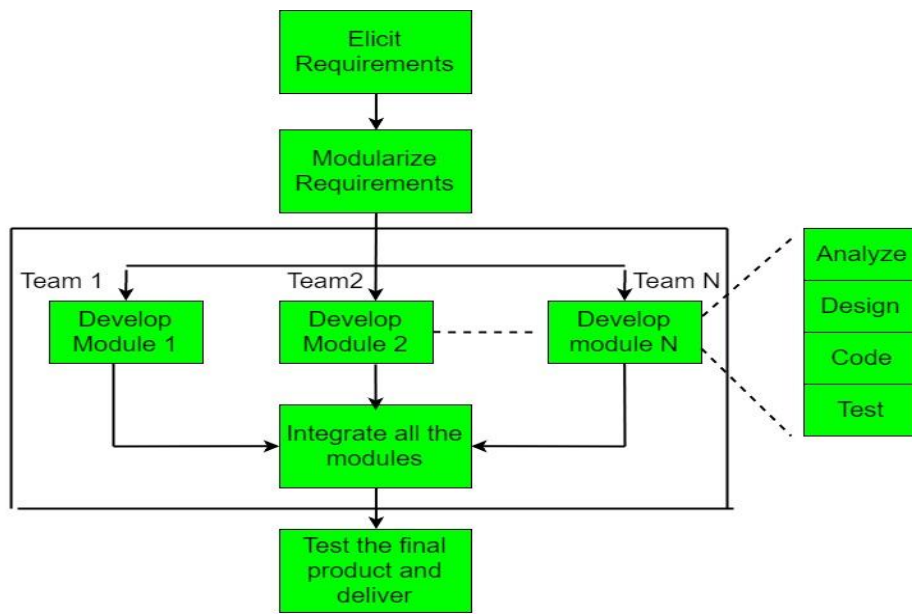 Elicit
Requirements
Modularize
Requirements
Team 1
Team2
Team N
Develop
Module 1
Develop
Module 2
Develop
module N
Analyze
Design
Code
Test
Integrate all the
modules
Test the final
product and
deliver